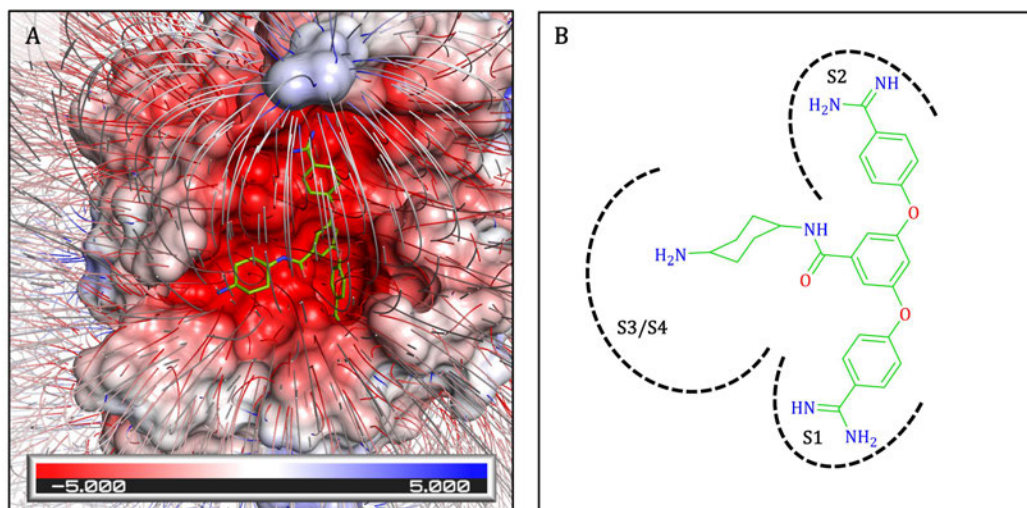 A
-5.000 5.000
B
S2
NH
H₂N
O
NH
H₂N
O
S3/S4
O
HN
S1
NH₂